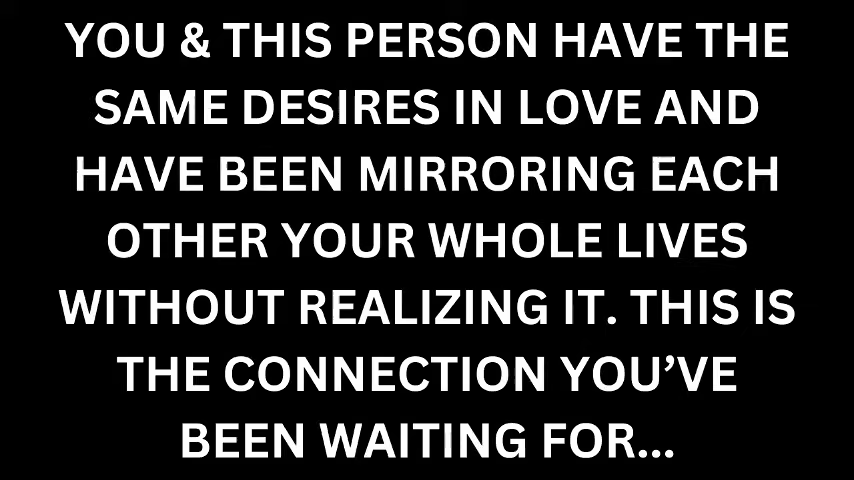 YOU & THIS PERSON HAVE THE
SAME DESIRES IN LOVE AND
HAVE BEEN MIRRORING EACH
OTHER YOUR WHOLE LIVES
WITHOUT REALIZING IT. THIS IS
THE CONNECTION YOU’VE
BEEN WAITING FOR...